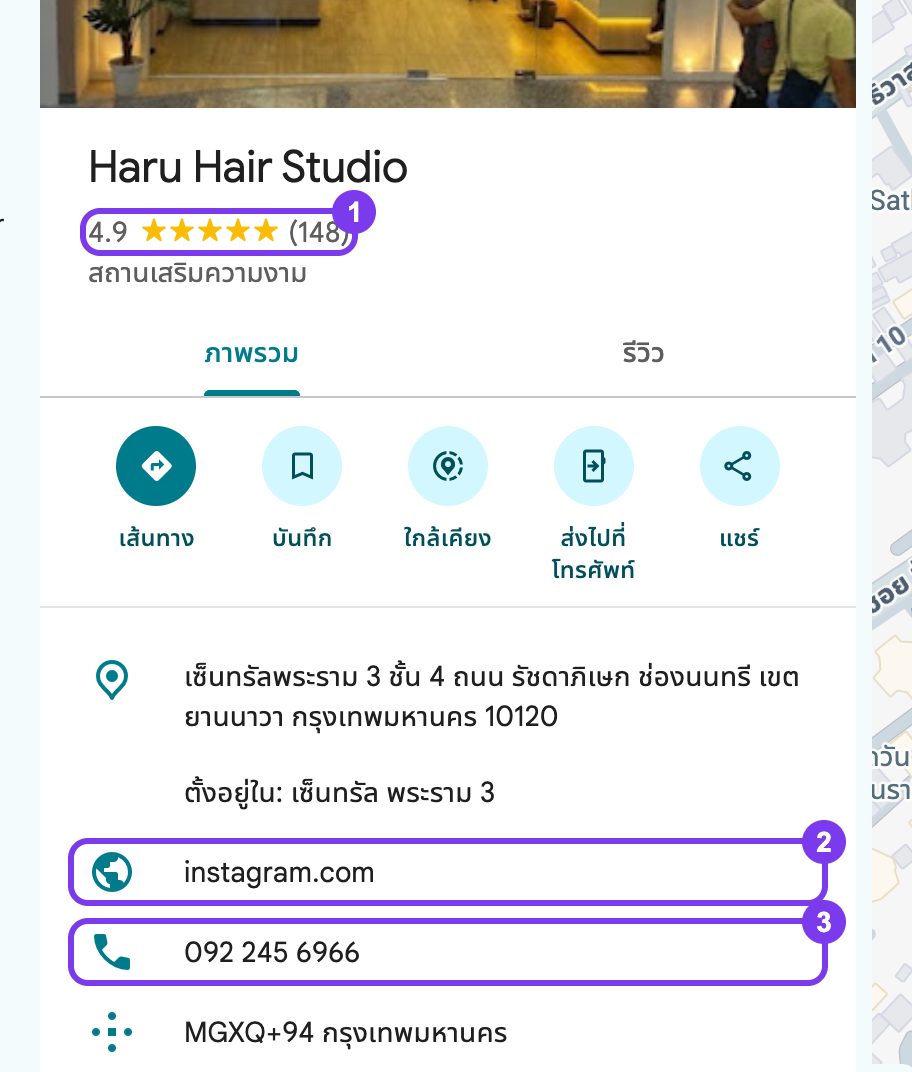 Haru Hair Studio
1
4.9 ★★★★★ (148)
สถานเสริมความงาม
ภาพรวม
รีวิว
เส้นทาง
บันทึก
ใกล้เคียง
ส่งไปที่
โทรศัพท์
แชร์
เซ็นทรัลพระราม 3 ชั้น 4 ถนน รัชดาภิเษก ช่องนนทรี เขต
ยานนาวา กรุงเทพมหานคร 10120
ตั้งอยู่ใน: เซ็นทรัล พระราม 3
2
instagram.com
3
092 245 6966
MGXQ+94 กรุงเทพมหานคร
10
ซอย